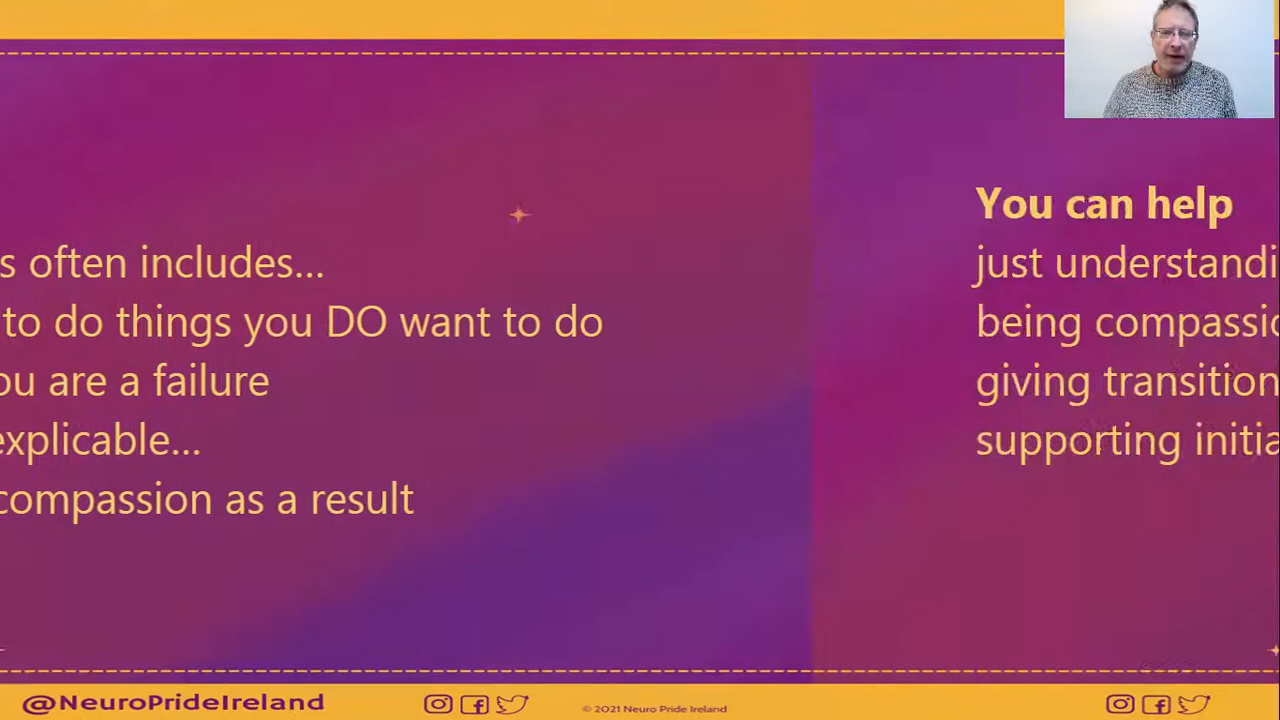 s often includes...
to do things you DO want to do
ou are a failure
explicable...
compassion as a result
You can help
just understandi
being compassio
giving transition
supporting initia
@NeuroPrideIreland
© 2021 Neuro Pride Ireland